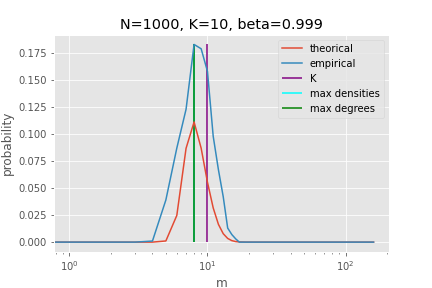 N=1000, K=10, beta=0.999
theorical
empirical
K
max densities
max degrees
probability
0.175
0.150
0.125
0.100
0.075
0.050
0.025
0.000
10⁰
10¹
10²
m